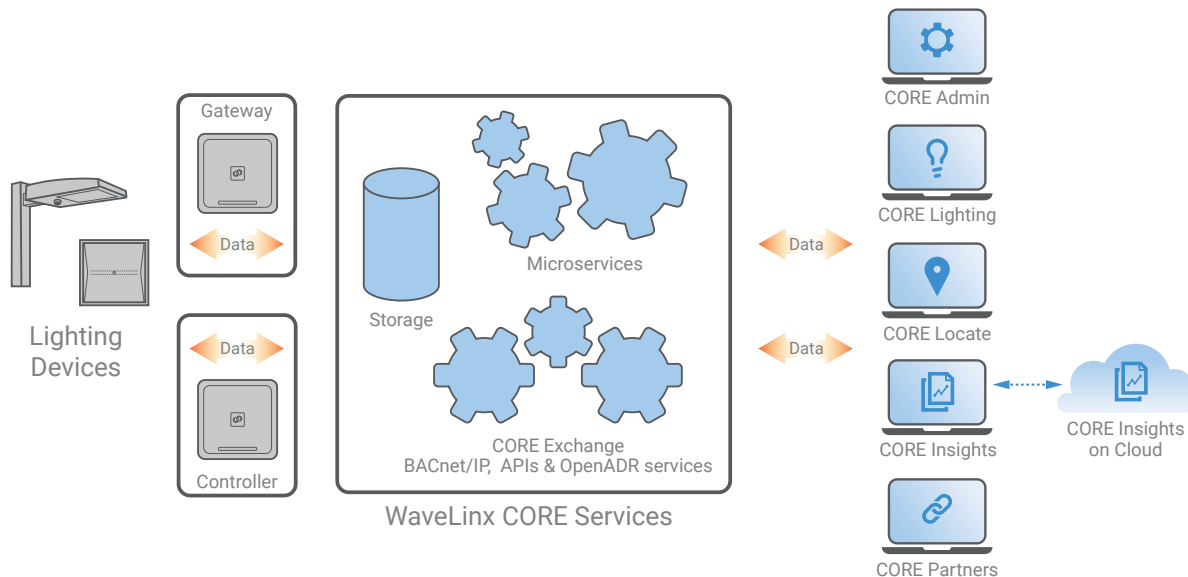 Lighting
Devices
Gateway
Data
Data
Controller
Storage
Microservices
CORE Exchange
BACnet/IP, APIs & OpenADR services
WaveLinx CORE Services
Data
Data
CORE Admin
CORE Lighting
CORE Locate
CORE Insights
CORE Insights
on Cloud
CORE Partners